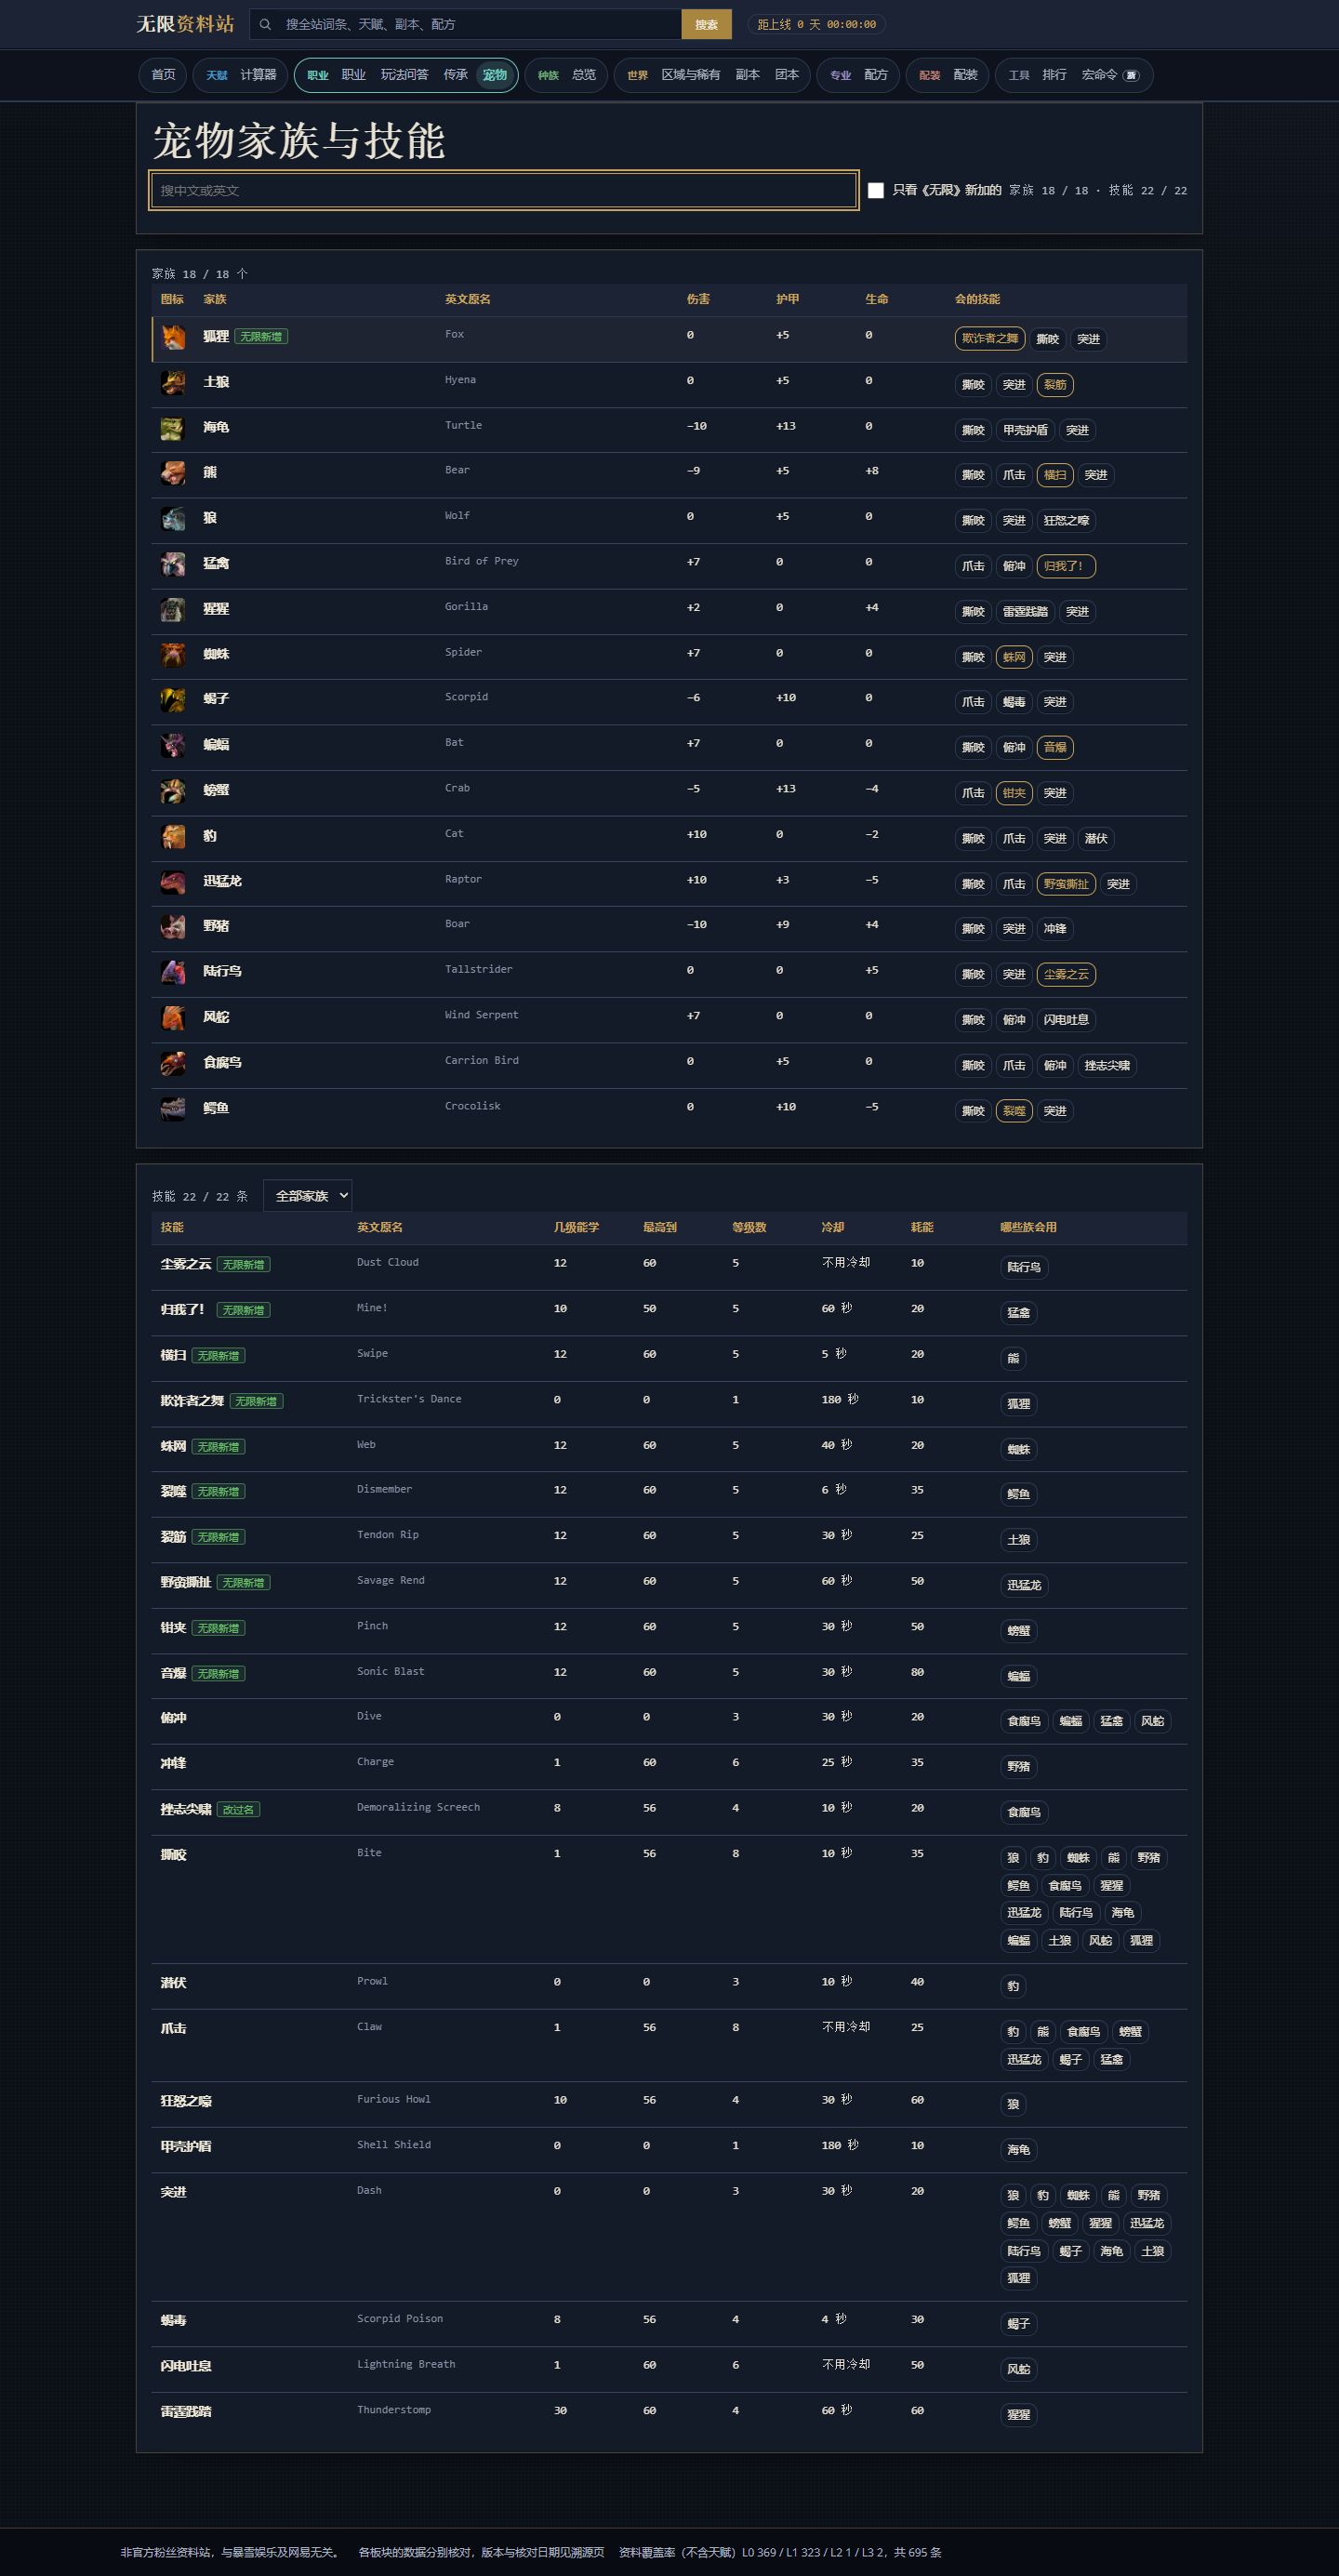 无限资料站 搜全站词条、天赋、副本、配方 搜索 距上线 0 天 00:00:00
首页 天赋 计算器 职业 职业 玩法问答 传承 宠物 种族 总览 世界 区域与稀有 副本 团本 专业 配方 配装 配装 工具 排行 宏命令 新
宠物家族与技能
搜中文或英文 只看《无限》新加的 家族 18 / 18 · 技能 22 / 22
家族 18 / 18 个
图标 家族 英文原名 伤害 护甲 生命 会的技能
狐狸 无限新增 Fox 0 +5 0 欺诈者之舞 撕咬 突进
土狼 Hyena 0 +5 0 撕咬 突进 裂筋
海龟 Turtle −10 +13 0 撕咬 甲壳护盾 突进
熊 Bear −9 +5 +8 撕咬 爪击 横扫 突进
狼 Wolf 0 +5 0 撕咬 突进 狂怒之嚎
猛禽 Bird of Prey +7 0 0 爪击 俯冲 归我了！
猩猩 Gorilla +2 0 +4 撕咬 雷霆践踏 突进
蜘蛛 Spider +7 0 0 撕咬 蛛网 突进
蝎子 Scorpid −6 +10 0 爪击 蝎毒 突进
蝙蝠 Bat +7 0 0 撕咬 俯冲 音爆
螃蟹 Crab −5 +13 −4 爪击 钳夹 突进
豹 Cat +10 0 −2 撕咬 爪击 突进 潜伏
迅猛龙 Raptor +10 +3 −5 撕咬 爪击 野蛮撕扯 突进
野猪 Boar −10 +9 +4 撕咬 突进 冲锋
陆行鸟 Tallstrider 0 0 +5 撕咬 突进 尘雾之云
风蛇 Wind Serpent +7 0 0 撕咬 俯冲 闪电吐息
食腐鸟 Carrion Bird 0 +5 0 撕咬 爪击 俯冲 挫志尖啸
鳄鱼 Crocolisk 0 +10 −5 撕咬 裂噬 突进
技能 22 / 22 条 全部家族
技能 英文原名 几级能学 最高到 等级数 冷却 耗能 哪些族会用
尘雾之云 无限新增 Dust Cloud 12 60 5 不用冷却 10 陆行鸟
归我了！ 无限新增 Mine! 10 50 5 60 秒 20 猛禽
横扫 无限新增 Swipe 12 60 5 5 秒 20 熊
欺诈者之舞 无限新增 Trickster's Dance 0 0 1 180 秒 10 狐狸
蛛网 无限新增 Web 12 60 5 40 秒 20 蜘蛛
裂噬 无限新增 Dismember 12 60 5 6 秒 35 鳄鱼
裂筋 无限新增 Tendon Rip 12 60 5 30 秒 25 土狼
野蛮撕扯 无限新增 Savage Rend 12 60 5 60 秒 50 迅猛龙
钳夹 无限新增 Pinch 12 60 5 30 秒 50 螃蟹
音爆 无限新增 Sonic Blast 12 60 5 30 秒 80 蝙蝠
俯冲 Dive 0 0 3 30 秒 20 食腐鸟 蝙蝠 猛禽 风蛇
冲锋 Charge 1 60 6 25 秒 35 野猪
挫志尖啸 改过名 Demoralizing Screech 8 56 4 10 秒 20 食腐鸟
撕咬 Bite 1 56 8 10 秒 35 狼 豹 蜘蛛 熊 野猪
鳄鱼 食腐鸟 猩猩
迅猛龙 陆行鸟 海龟
蝙蝠 土狼 风蛇 狐狸
潜伏 Prowl 0 0 3 10 秒 40 豹
爪击 Claw 1 56 8 不用冷却 25 豹 熊 食腐鸟 螃蟹
迅猛龙 蝎子 猛禽
狂怒之嚎 Furious Howl 10 56 4 30 秒 60 狼
甲壳护盾 Shell Shield 0 0 1 180 秒 10 海龟
突进 Dash 0 0 3 30 秒 20 狼 豹 蜘蛛 熊 野猪
鳄鱼 螃蟹 猩猩 迅猛龙
陆行鸟 蝎子 海龟 土狼
狐狸
蝎毒 Scorpid Poison 8 56 4 4 秒 30 蝎子
闪电吐息 Lightning Breath 1 60 6 不用冷却 50 风蛇
雷霆践踏 Thunderstomp 30 60 4 60 秒 60 猩猩
非官方粉丝资料站，与暴雪娱乐及网易无关。 各板块的数据分别核对，版本与核对日期见溯源页 资料覆盖率（不含天赋）L0 369 / L1 323 / L2 1 / L3 2，共 695 条